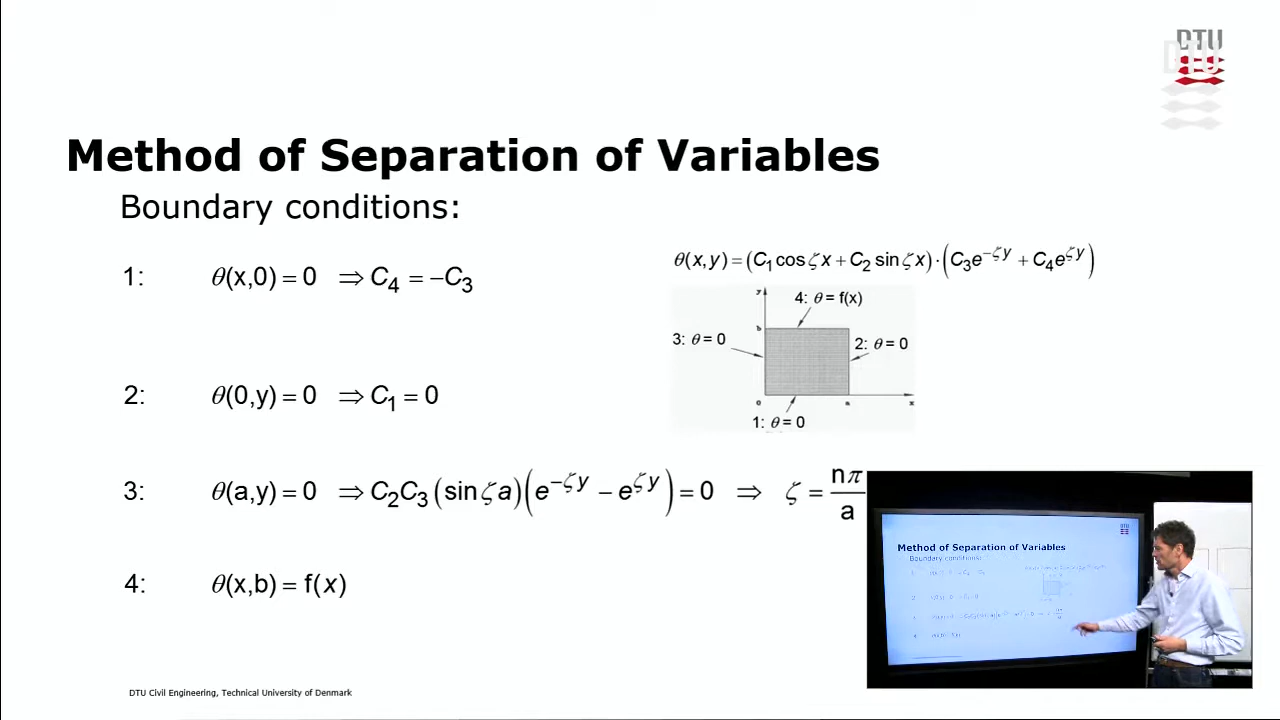 DTU
Method of Separation of Variables
Boundary conditions:
θ(x,y) = (C₁ cos ζx + C₂ sin ζx) · (C₃e^{−ζy} + C₄e^{ζy})
1: θ(x,0) = 0 ⇒ C₄ = −C₃
y
4: θ = f(x)
b
3: θ = 0
2: θ = 0
0
a
x
1: θ = 0
2: θ(0,y) = 0 ⇒ C₁ = 0
3: θ(a,y) = 0 ⇒ C₂C₃(sin ζa)(e^{−ζy} − e^{ζy}) = 0 ⇒ ζ = nπ/a
4: θ(x,b) = f(x)
DTU Civil Engineering, Technical University of Denmark
Method of Separation of Variables
Boundary conditions: